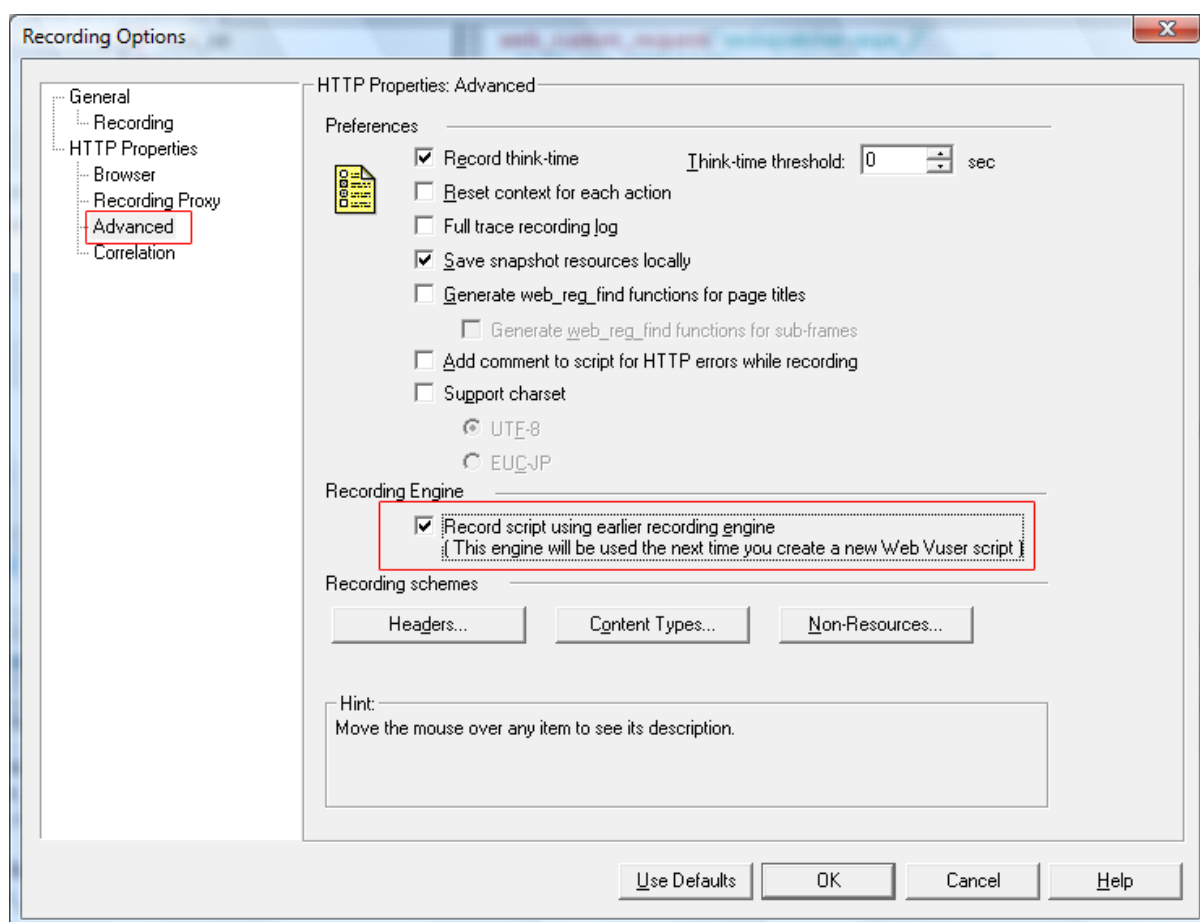 Recording Options
General
Recording
HTTP Properties
Browser
Recording Proxy
Advanced
Correlation
HTTP Properties: Advanced
Preferences
Record think-time Think-time threshold: 0 sec
Reset context for each action
Full trace recording log
Save snapshot resources locally
Generate web_reg_find functions for page titles
Generate web_reg_find functions for sub-frames
Add comment to script for HTTP errors while recording
Support charset
UTF-8
EUC-JP
Recording Engine
Record script using earlier recording engine
( This engine will be used the next time you create a new Web Vuser script )
Recording schemes
Headers... Content Types... Non-Resources...
Hint:
Move the mouse over any item to see its description.
Use Defaults OK Cancel Help